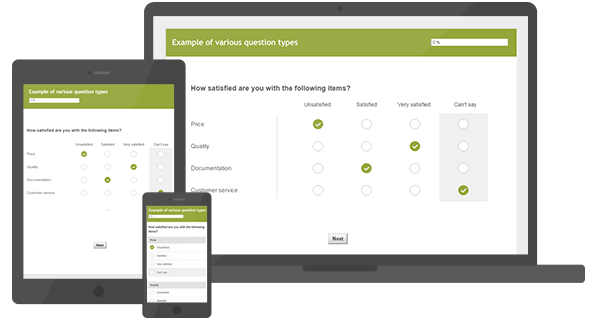 Example of various question types
0 %
How satisfied are you with the following items?
Unsatisfied Satisfied Very satisfied Can't say
Price
Quality
Documentation
Customer service
Next
Example of various question types
0 %
How satisfied are you with the following items?
Unsatisfied Satisfied Very satisfied Can't say
Price
Quality
Documentation
Customer service
Next
Example of various question types
How satisfied are you with the following
items?
Price
Unsatisfied
Satisfied
Very satisfied
Can't say
Quality
Unsatisfied
Satisfied